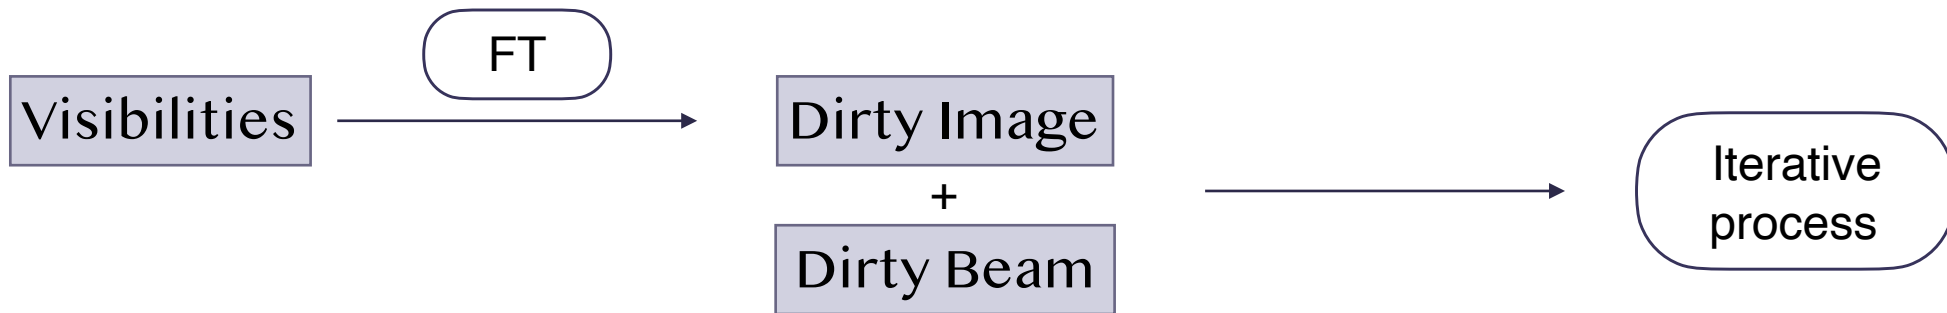 FT
Visibilities
Dirty Image
+
Dirty Beam
Iterative
process